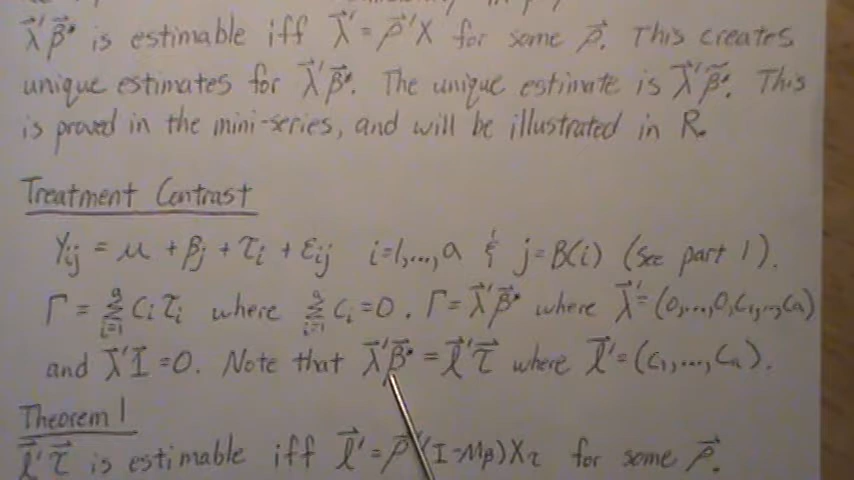 λ⃗'β⃗* is estimable iff λ⃗' = ρ⃗'X for some ρ⃗. This creates
unique estimates for λ⃗'β⃗*. The unique estimate is λ⃗'β̃*. This
is proved in the mini-series, and will be illustrated in R.
Treatment Contrast
Yij = μ + βj + τi + εij i=1,...,a & j=B(i) (see part 1).
Γ = Σ_{i=1}^{a} Ci τi where Σ_{i=1}^{a} Ci = 0. Γ = λ⃗'β⃗* where λ⃗' = (0,...,0,C1,...,Ca)
and λ⃗'1⃗ = 0. Note that λ⃗'β⃗* = l⃗'τ⃗ where l⃗' = (C1,...,Ca).
Theorem 1
l⃗'τ⃗ is estimable iff l⃗' = ρ⃗'(I-Mβ)Xτ for some ρ⃗.